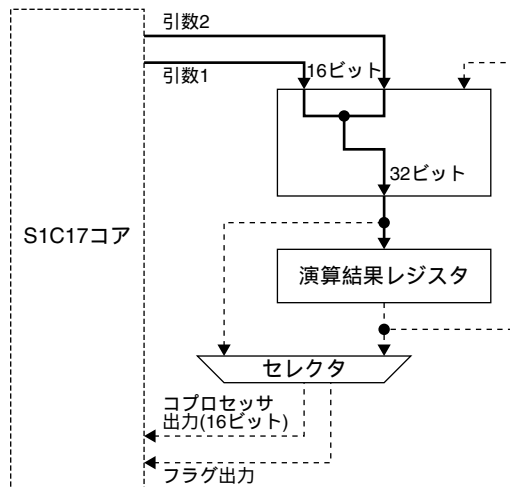 引数2
引数1
16ビット
32ビット
S1C17コア
演算結果レジスタ
セレクタ
コプロセッサ
出力(16ビット)
フラグ出力